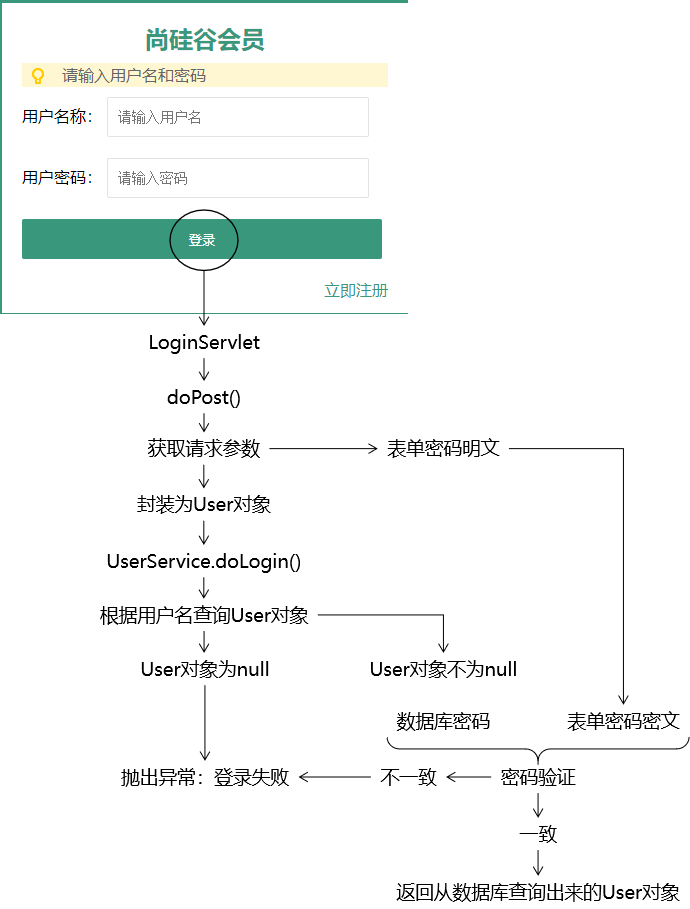 尚硅谷会员
请输入用户名和密码
用户名称：
请输入用户名
用户密码：
请输入密码
登录
立即注册
LoginServlet
doPost()
获取请求参数
表单密码明文
封装为User对象
UserService.doLogin()
根据用户名查询User对象
User对象为null
User对象不为null
数据库密码
表单密码密文
抛出异常：登录失败
不一致
密码验证
一致
返回从数据库查询出来的User对象